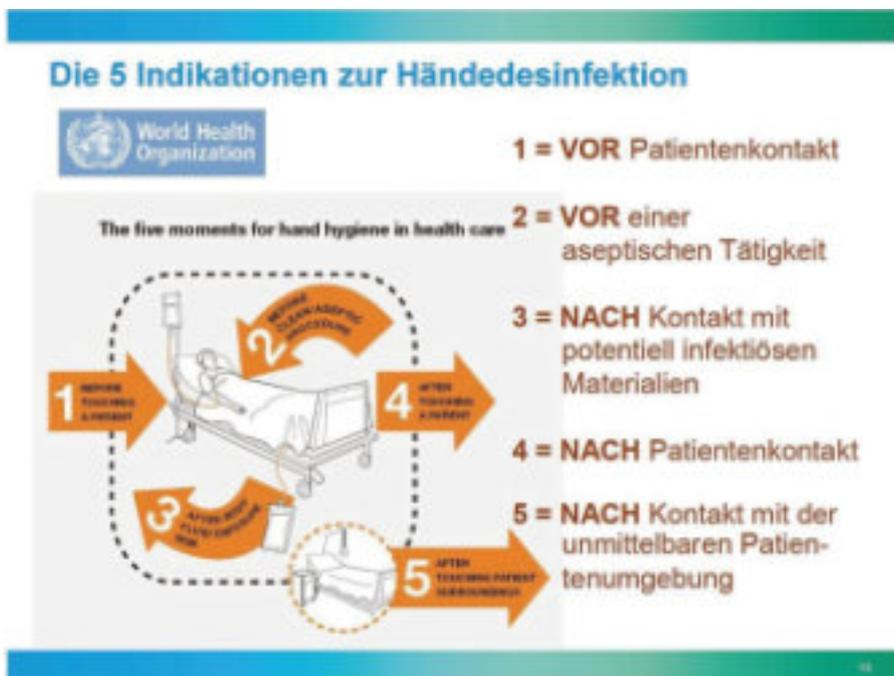 Die 5 Indikationen zur Händedesinfektion
World Health
Organization
The five moments for hand hygiene in health care
1 = VOR Patientenkontakt
2 = VOR einer
aseptischen Tätigkeit
3 = NACH Kontakt mit
potentiell infektiösen
Materialien
4 = NACH Patientenkontakt
5 = NACH Kontakt mit der
unmittelbaren Patien-
tenumgebung
1
BEFORE
TOUCHING
A PATIENT
2
BEFORE
CLEAN/ASEPTIC
PROCEDURE
3
AFTER BODY
FLUID EXPOSURE
RISK
4
AFTER
TOUCHING
A PATIENT
5
AFTER
TOUCHING PATIENT
SURROUNDINGS